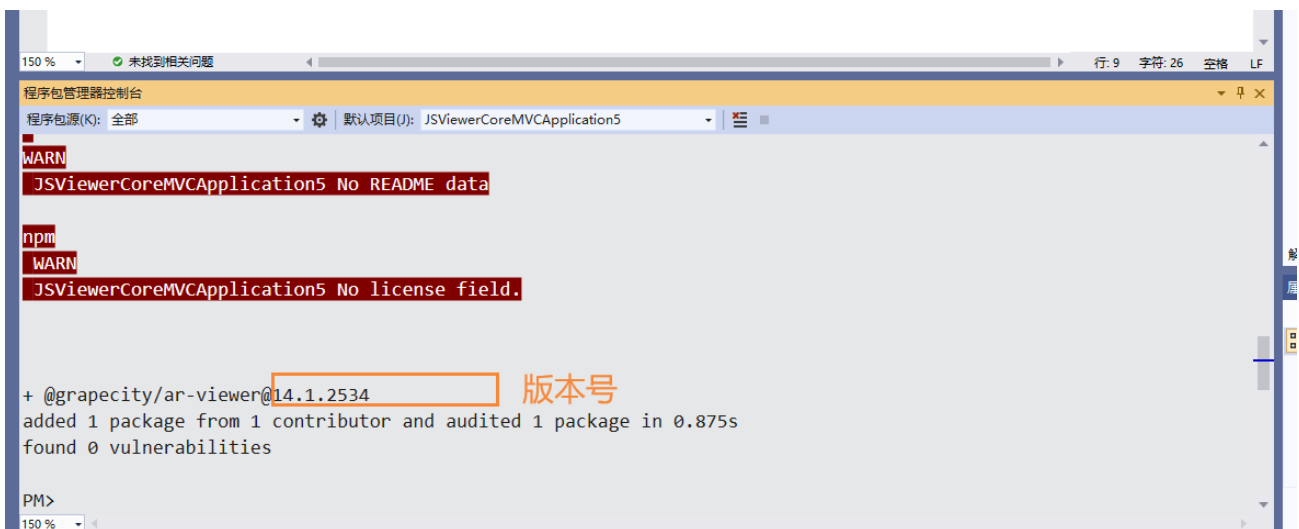 150 % 未找到相关问题 行: 9 字符: 26 空格 LF
程序包管理器控制台
程序包源(K): 全部 默认项目(J): JSViewerCoreMVCApplication5
WARN
JSViewerCoreMVCApplication5 No README data
npm
WARN
JSViewerCoreMVCApplication5 No license field.
+ @grapecity/ar-viewer@14.1.2534 版本号
added 1 package from 1 contributor and audited 1 package in 0.875s
found 0 vulnerabilities
PM>
150 %